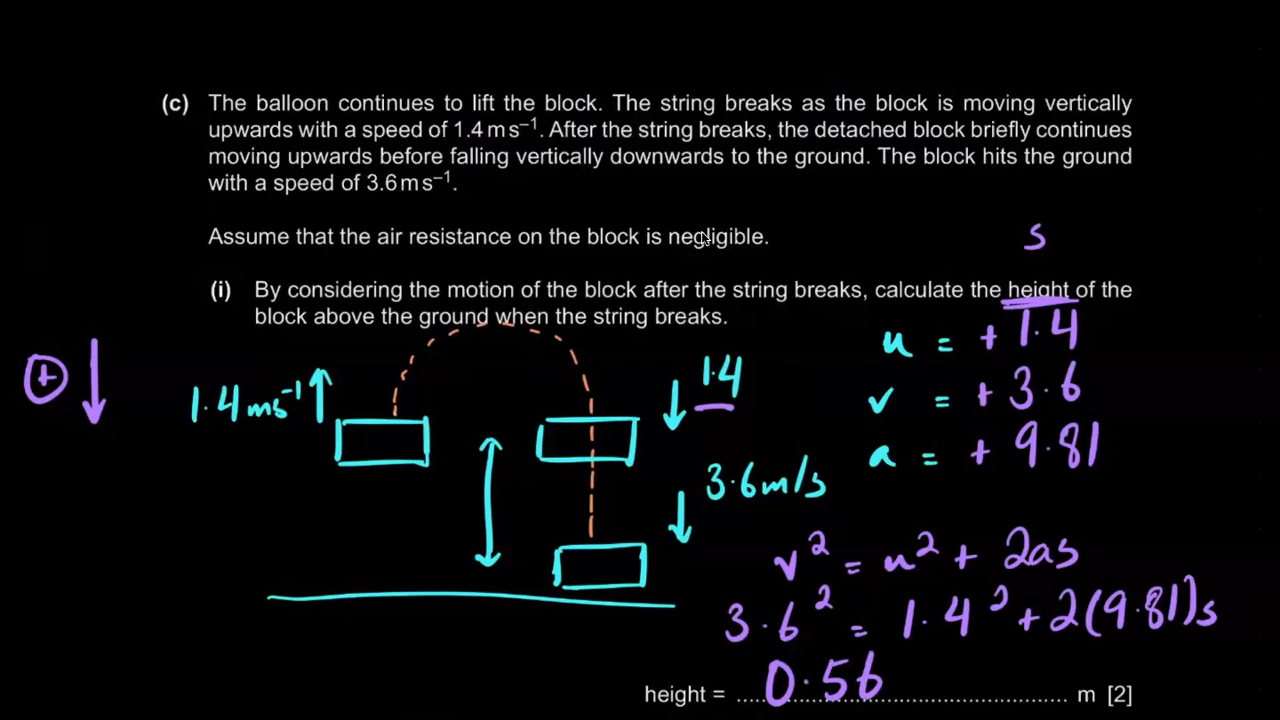 (c) The balloon continues to lift the block. The string breaks as the block is moving vertically
upwards with a speed of 1.4 m s⁻¹. After the string breaks, the detached block briefly continues
moving upwards before falling vertically downwards to the ground. The block hits the ground
with a speed of 3.6 m s⁻¹.
Assume that the air resistance on the block is negligible.
s
(i) By considering the motion of the block after the string breaks, calculate the height of the
block above the ground when the string breaks.
u = + 1.4
+
1.4 ms⁻¹
1.4
v = + 3.6
a = + 9.81
3.6 m/s
v² = u² + 2as
3.6² = 1.4² + 2(9.81)s
height = 0.56 m [2]